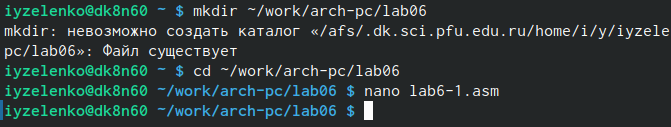 iyzelenko@dk8n60 ~ $ mkdir ~/work/arch-pc/lab06
mkdir: невозможно создать каталог «/afs/.dk.sci.pfu.edu.ru/home/i/y/iyzele
pc/lab06»: Файл существует
iyzelenko@dk8n60 ~ $ cd ~/work/arch-pc/lab06
iyzelenko@dk8n60 ~/work/arch-pc/lab06 $ nano lab6-1.asm
iyzelenko@dk8n60 ~/work/arch-pc/lab06 $